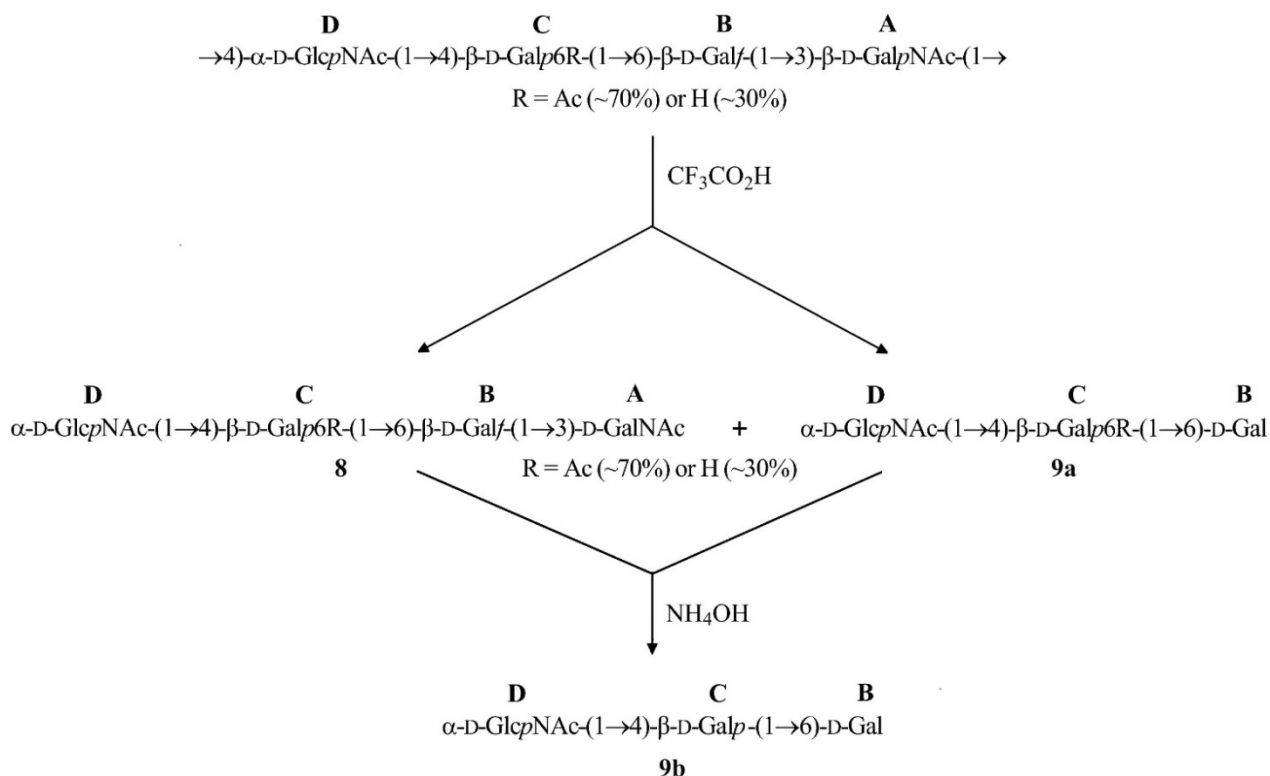 D C B A
→4)-α-D-GlcpNAc-(1→4)-β-D-Galp6R-(1→6)-β-D-Galf-(1→3)-β-D-GalpNAc-(1→
R = Ac (~70%) or H (~30%)
CF₃CO₂H
D C B A D C B
α-D-GlcpNAc-(1→4)-β-D-Galp6R-(1→6)-β-D-Galf-(1→3)-D-GalNAc + α-D-GlcpNAc-(1→4)-β-D-Galp6R-(1→6)-D-Gal
8 R = Ac (~70%) or H (~30%) 9a
NH₄OH
D C B
α-D-GlcpNAc-(1→4)-β-D-Galp-(1→6)-D-Gal
9b